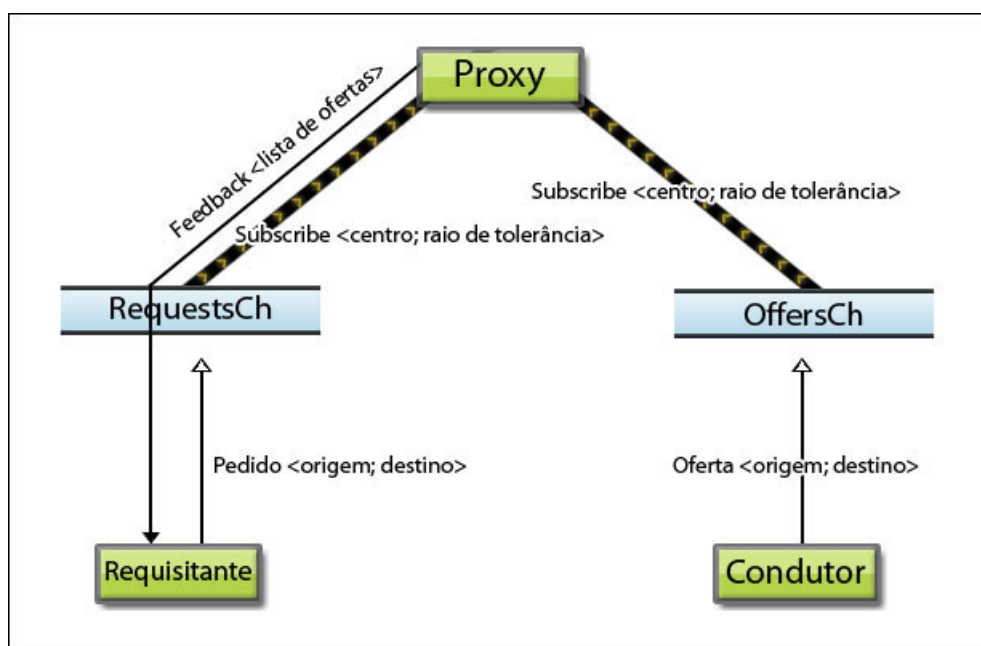 Proxy
Feedback <lista de ofertas>
Subscribe <centro; raio de tolerância>
Subscribe <centro; raio de tolerância>
RequestsCh
OffersCh
Pedido <origem; destino>
Oferta <origem; destino>
Requisitante
Condutor